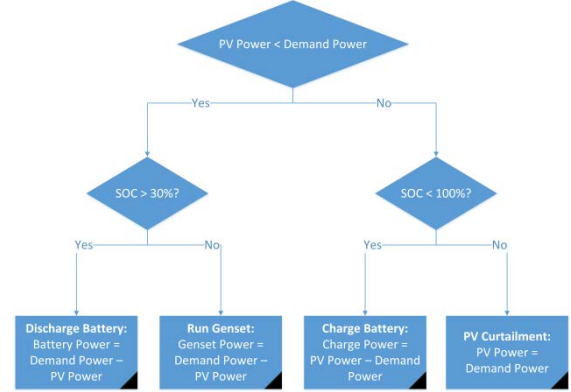 PV Power < Demand Power
Yes
No
SOC > 30%?
SOC < 100%?
Yes
No
Yes
No
Discharge Battery:
Battery Power =
Demand Power –
PV Power
Run Genset:
Genset Power =
Demand Power –
PV Power
Charge Battery:
Charge Power =
PV Power – Demand
Power
PV Curtailment:
PV Power =
Demand Power